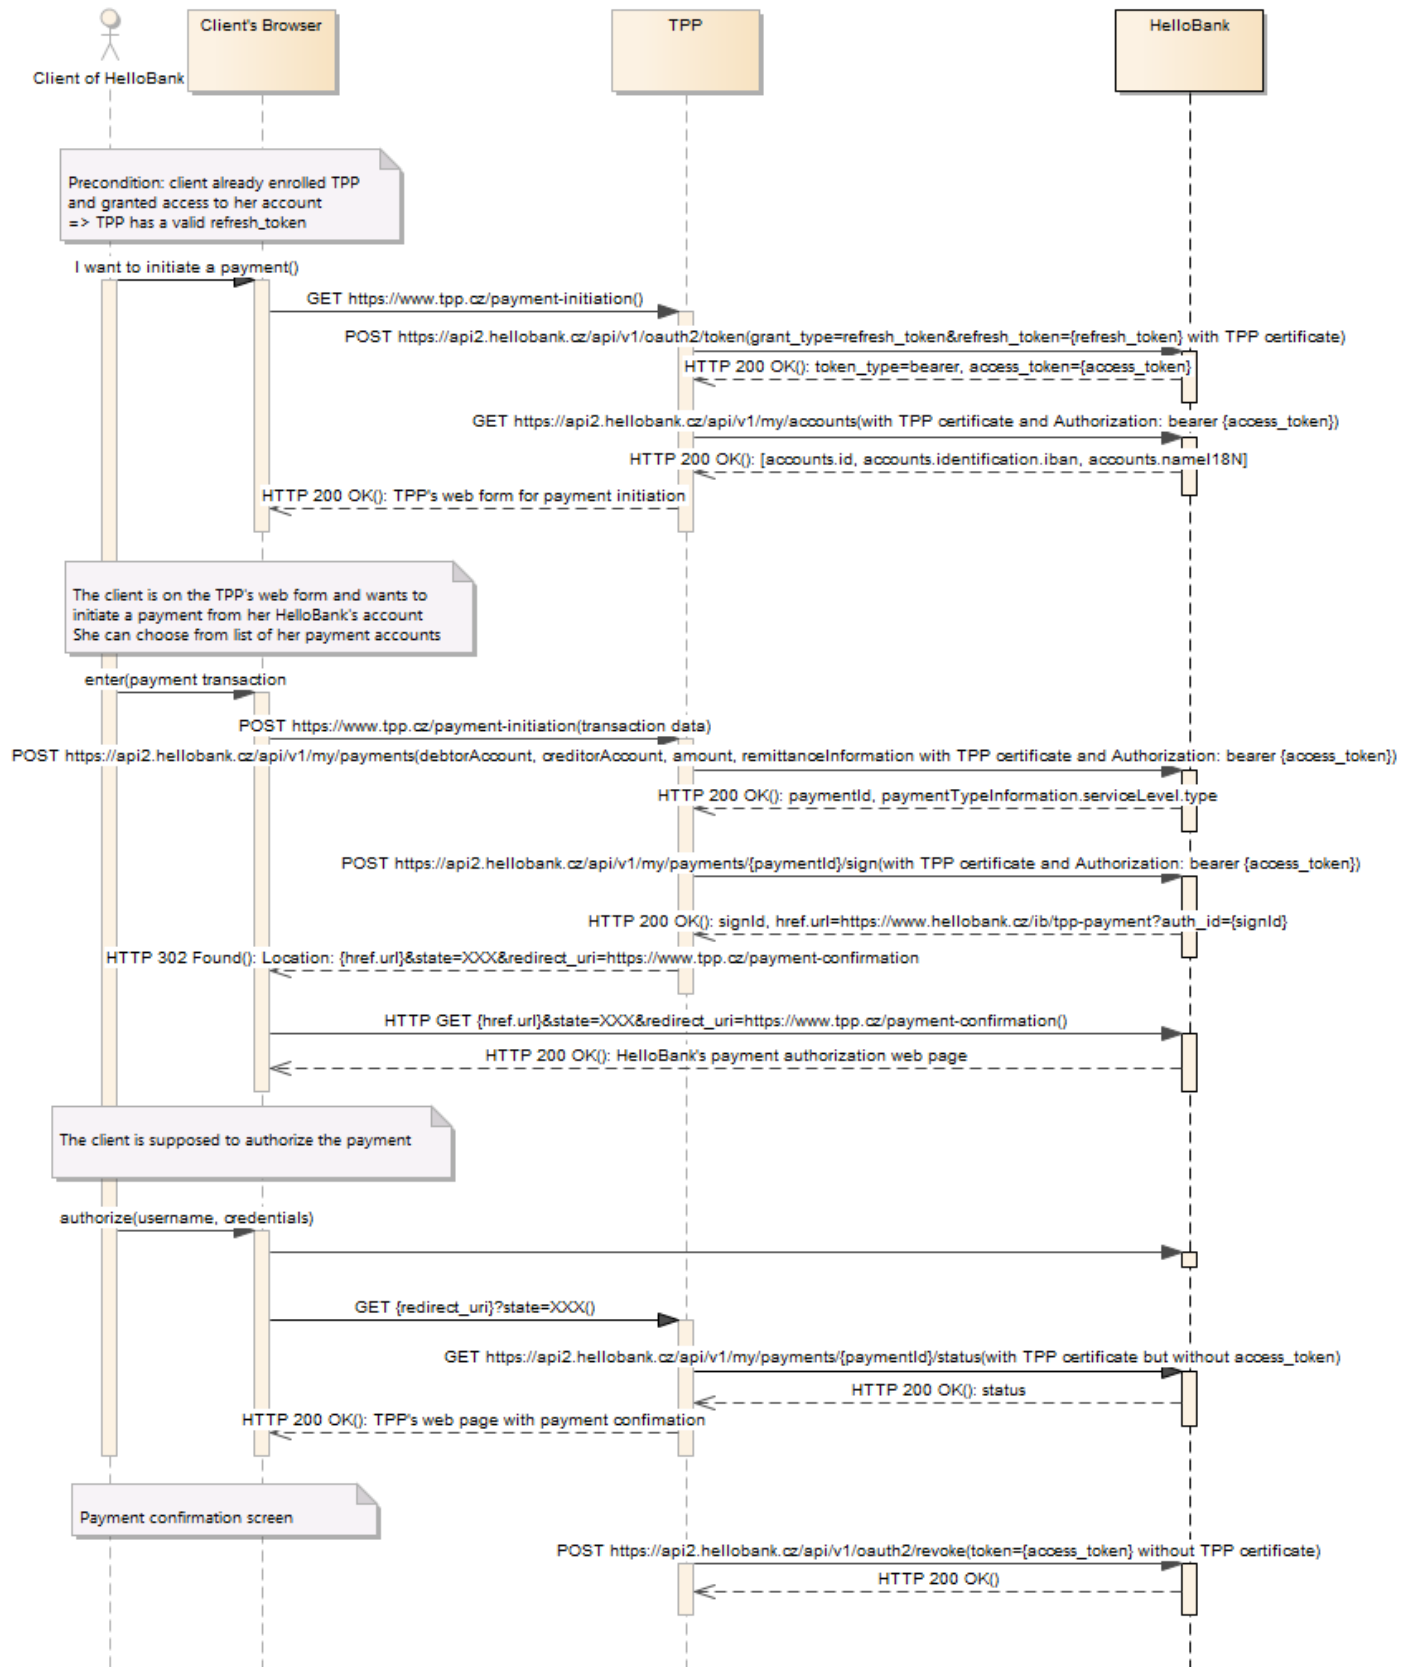 Client of HelloBank
Client's Browser
TPP
HelloBank
Precondition: client already enrolled TPP
and granted access to her account
=> TPP has a valid refresh_token
I want to initiate a payment()
GET https://www.tpp.cz/payment-initiation()
POST https://api2.hellobank.cz/api/v1/oauth2/token(grant_type=refresh_token&refresh_token={refresh_token} with TPP certificate)
HTTP 200 OK(): token_type=bearer, access_token={access_token}
GET https://api2.hellobank.cz/api/v1/my/accounts(with TPP certificate and Authorization: bearer {access_token})
HTTP 200 OK(): [accounts.id, accounts.identification.iban, accounts.nameI18N]
HTTP 200 OK(): TPP's web form for payment initiation
The client is on the TPP's web form and wants to
initiate a payment from her HelloBank's account
She can choose from list of her payment accounts
enter(payment transaction
POST https://www.tpp.cz/payment-initiation(transaction data)
POST https://api2.hellobank.cz/api/v1/my/payments(debtorAccount, creditorAccount, amount, remittanceInformation with TPP certificate and Authorization: bearer {access_token})
HTTP 200 OK(): paymentId, paymentTypeInformation.serviceLevel.type
POST https://api2.hellobank.cz/api/v1/my/payments/{paymentId}/sign(with TPP certificate and Authorization: bearer {access_token})
HTTP 200 OK(): signId, href.url=https://www.hellobank.cz/ib/tpp-payment?auth_id={signId}
HTTP 302 Found(): Location: {href.url}&state=XXX&redirect_uri=https://www.tpp.cz/payment-confirmation
HTTP GET {href.url}&state=XXX&redirect_uri=https://www.tpp.cz/payment-confirmation()
HTTP 200 OK(): HelloBank's payment authorization web page
The client is supposed to authorize the payment
authorize(username, credentials)
GET {redirect_uri}?state=XXX()
GET https://api2.hellobank.cz/api/v1/my/payments/{paymentId}/status(with TPP certificate but without access_token)
HTTP 200 OK(): status
HTTP 200 OK(): TPP's web page with payment confimation
Payment confirmation screen
POST https://api2.hellobank.cz/api/v1/oauth2/revoke(token={access_token} without TPP certificate)
HTTP 200 OK()